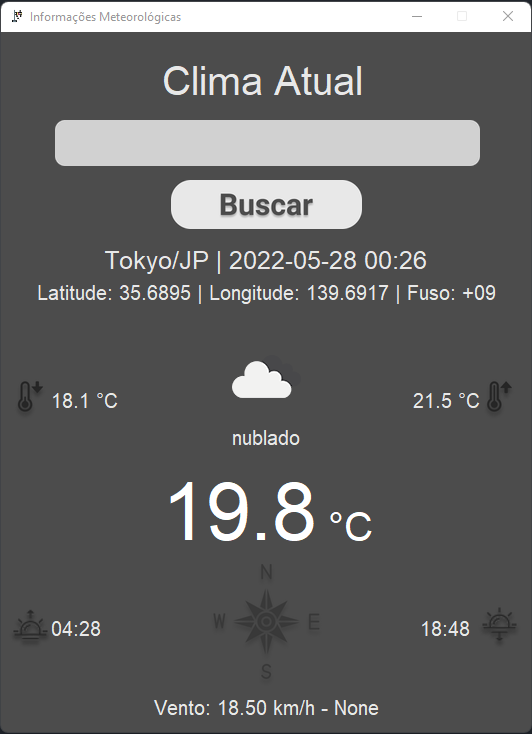 Informações Meteorológicas
Clima Atual
Buscar
Tokyo/JP | 2022-05-28 00:26
Latitude: 35.6895 | Longitude: 139.6917 | Fuso: +09
18.1 °C
21.5 °C
nublado
19.8 °C
N
W E
04:28
18:48
S
Vento: 18.50 km/h - None